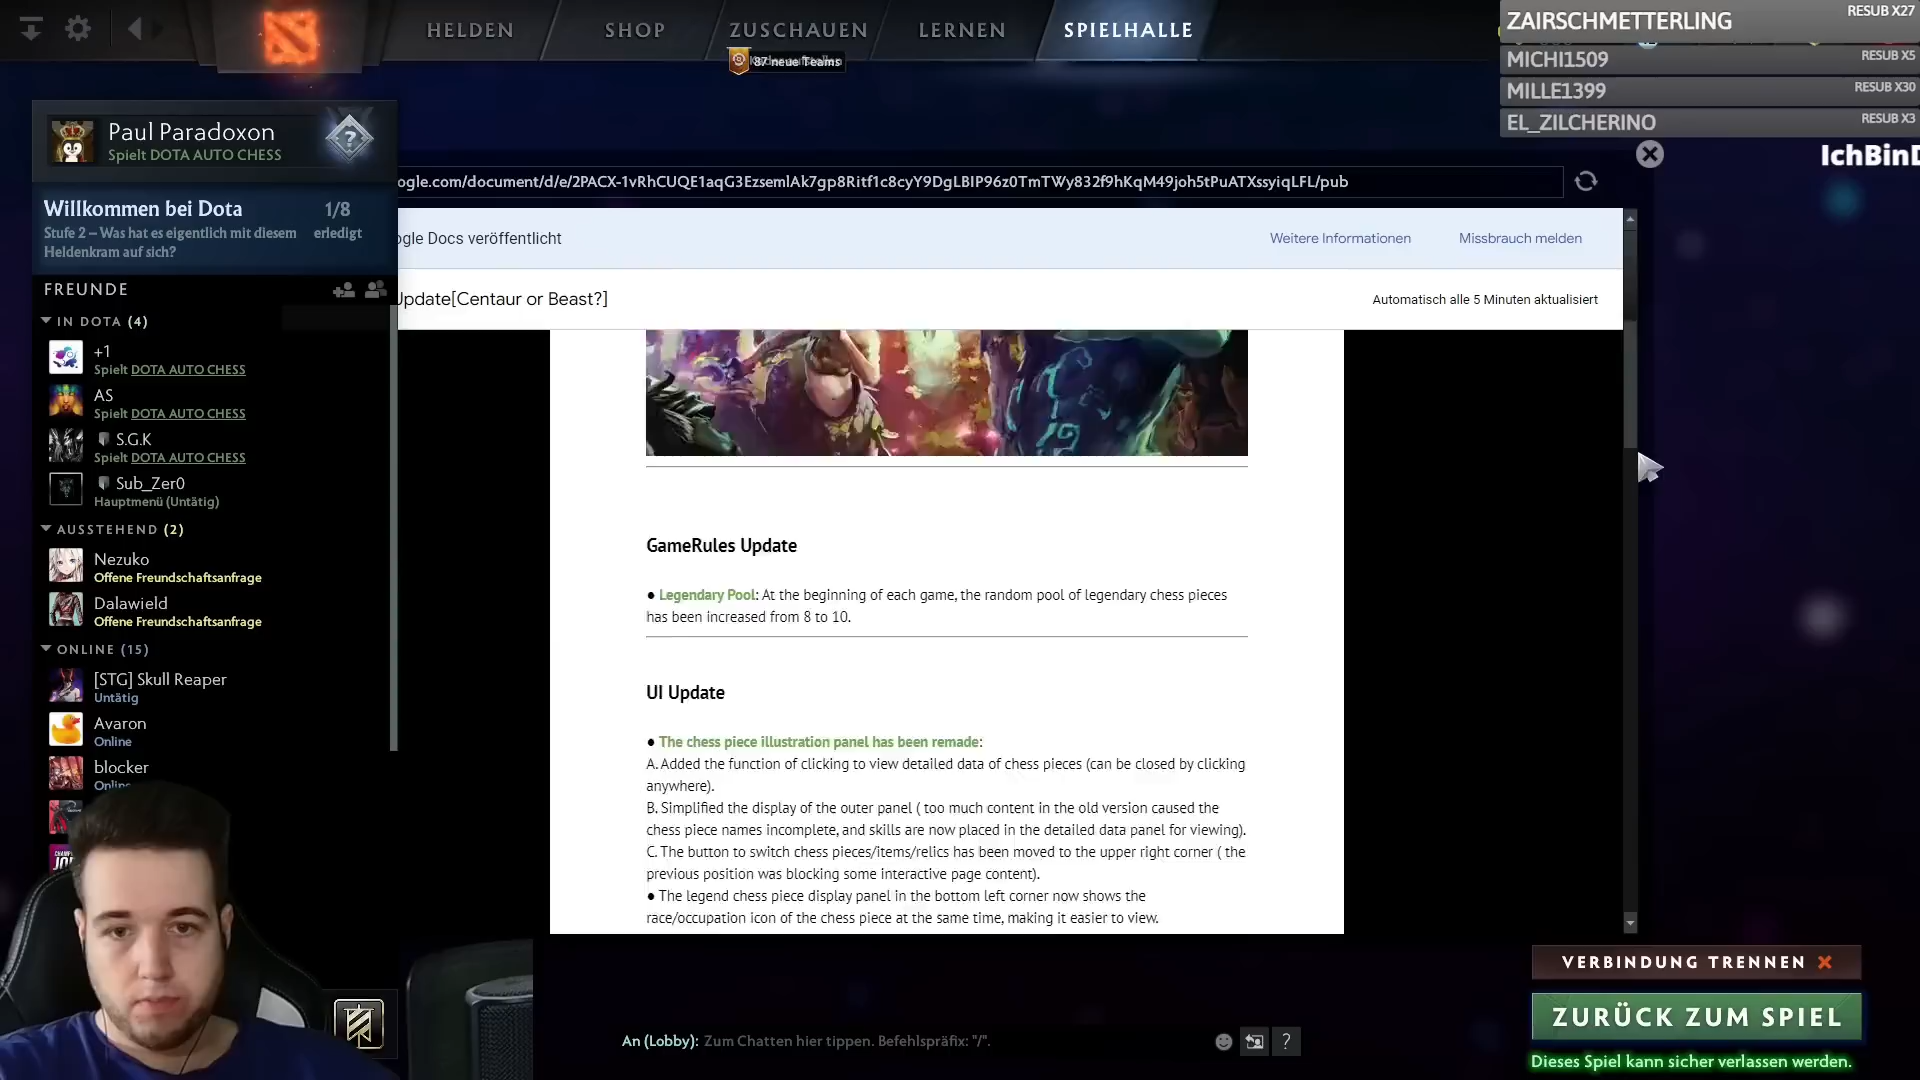 HELDEN
SHOP
ZUSCHAUEN
LERNEN
SPIELHALLE
87 neue Teams
ZAIRSCHMETTERLING RESUB X27
MICHI1509 RESUB X5
MILLE1399 RESUB X30
EL_ZILCHERINO RESUB X3
IchBinD
Paul Paradoxon
Spielt DOTA AUTO CHESS
Willkommen bei Dota 1/8
Stufe 2 – Was hat es eigentlich mit diesem erledigt
Heldenkram auf sich?
FREUNDE
IN DOTA (4)
+1
Spielt DOTA AUTO CHESS
AS
Spielt DOTA AUTO CHESS
S.G.K
Spielt DOTA AUTO CHESS
Sub_Zer0
Hauptmenü (Untätig)
AUSSTEHEND (2)
Nezuko
Offene Freundschaftsanfrage
Dalawield
Offene Freundschaftsanfrage
ONLINE (15)
[STG] Skull Reaper
Untätig
Avaron
Online
blocker
Online
ogle.com/document/d/e/2PACX-1vRhCUQE1aqG3EzsemlAk7gp8Ritf1c8cyY9DgLBIP96z0TmTWy832f9hKqM49joh5tPuATXssyiqLFL/pub
ogle Docs veröffentlicht
Weitere Informationen
Missbrauch melden
Update[Centaur or Beast?]
Automatisch alle 5 Minuten aktualisiert
GameRules Update
● Legendary Pool: At the beginning of each game, the random pool of legendary chess pieces
has been increased from 8 to 10.
UI Update
● The chess piece illustration panel has been remade:
A. Added the function of clicking to view detailed data of chess pieces (can be closed by clicking
anywhere).
B. Simplified the display of the outer panel ( too much content in the old version caused the
chess piece names incomplete, and skills are now placed in the detailed data panel for viewing).
C. The button to switch chess pieces/items/relics has been moved to the upper right corner ( the
previous position was blocking some interactive page content).
● The legend chess piece display panel in the bottom left corner now shows the
race/occupation icon of the chess piece at the same time, making it easier to view.
VERBINDUNG TRENNEN
ZURÜCK ZUM SPIEL
Dieses Spiel kann sicher verlassen werden.
An (Lobby): Zum Chatten hier tippen. Befehlspräfix: "/".
?